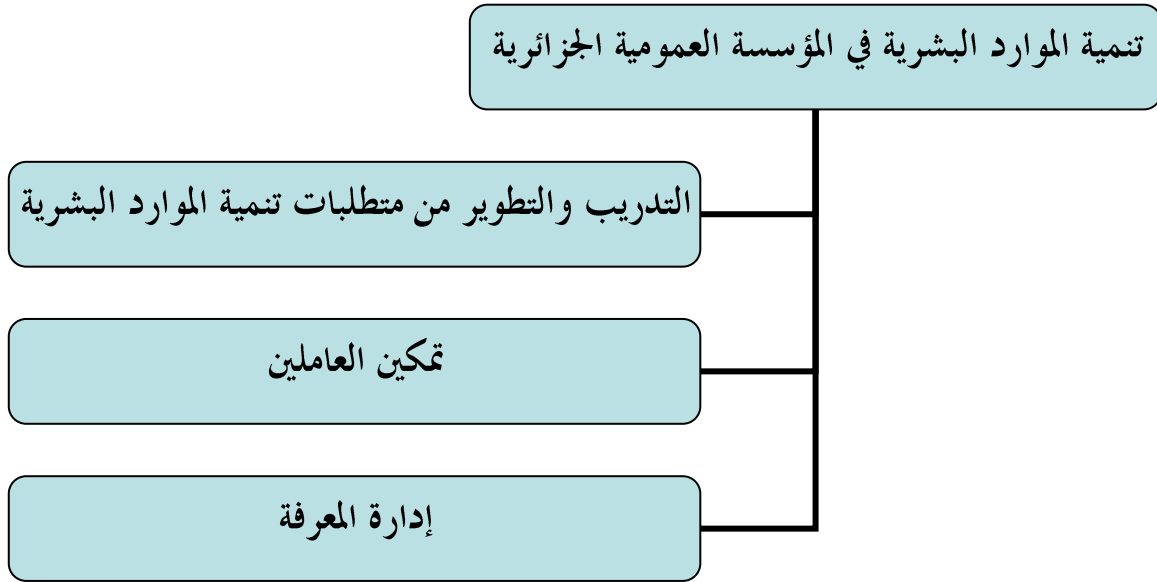 تنمية الموارد البشرية في المؤسسة العمومية الجزائرية
التدريب والتطوير من متطلبات تنمية الموارد البشرية
تمكين العاملين
إدارة المعرفة